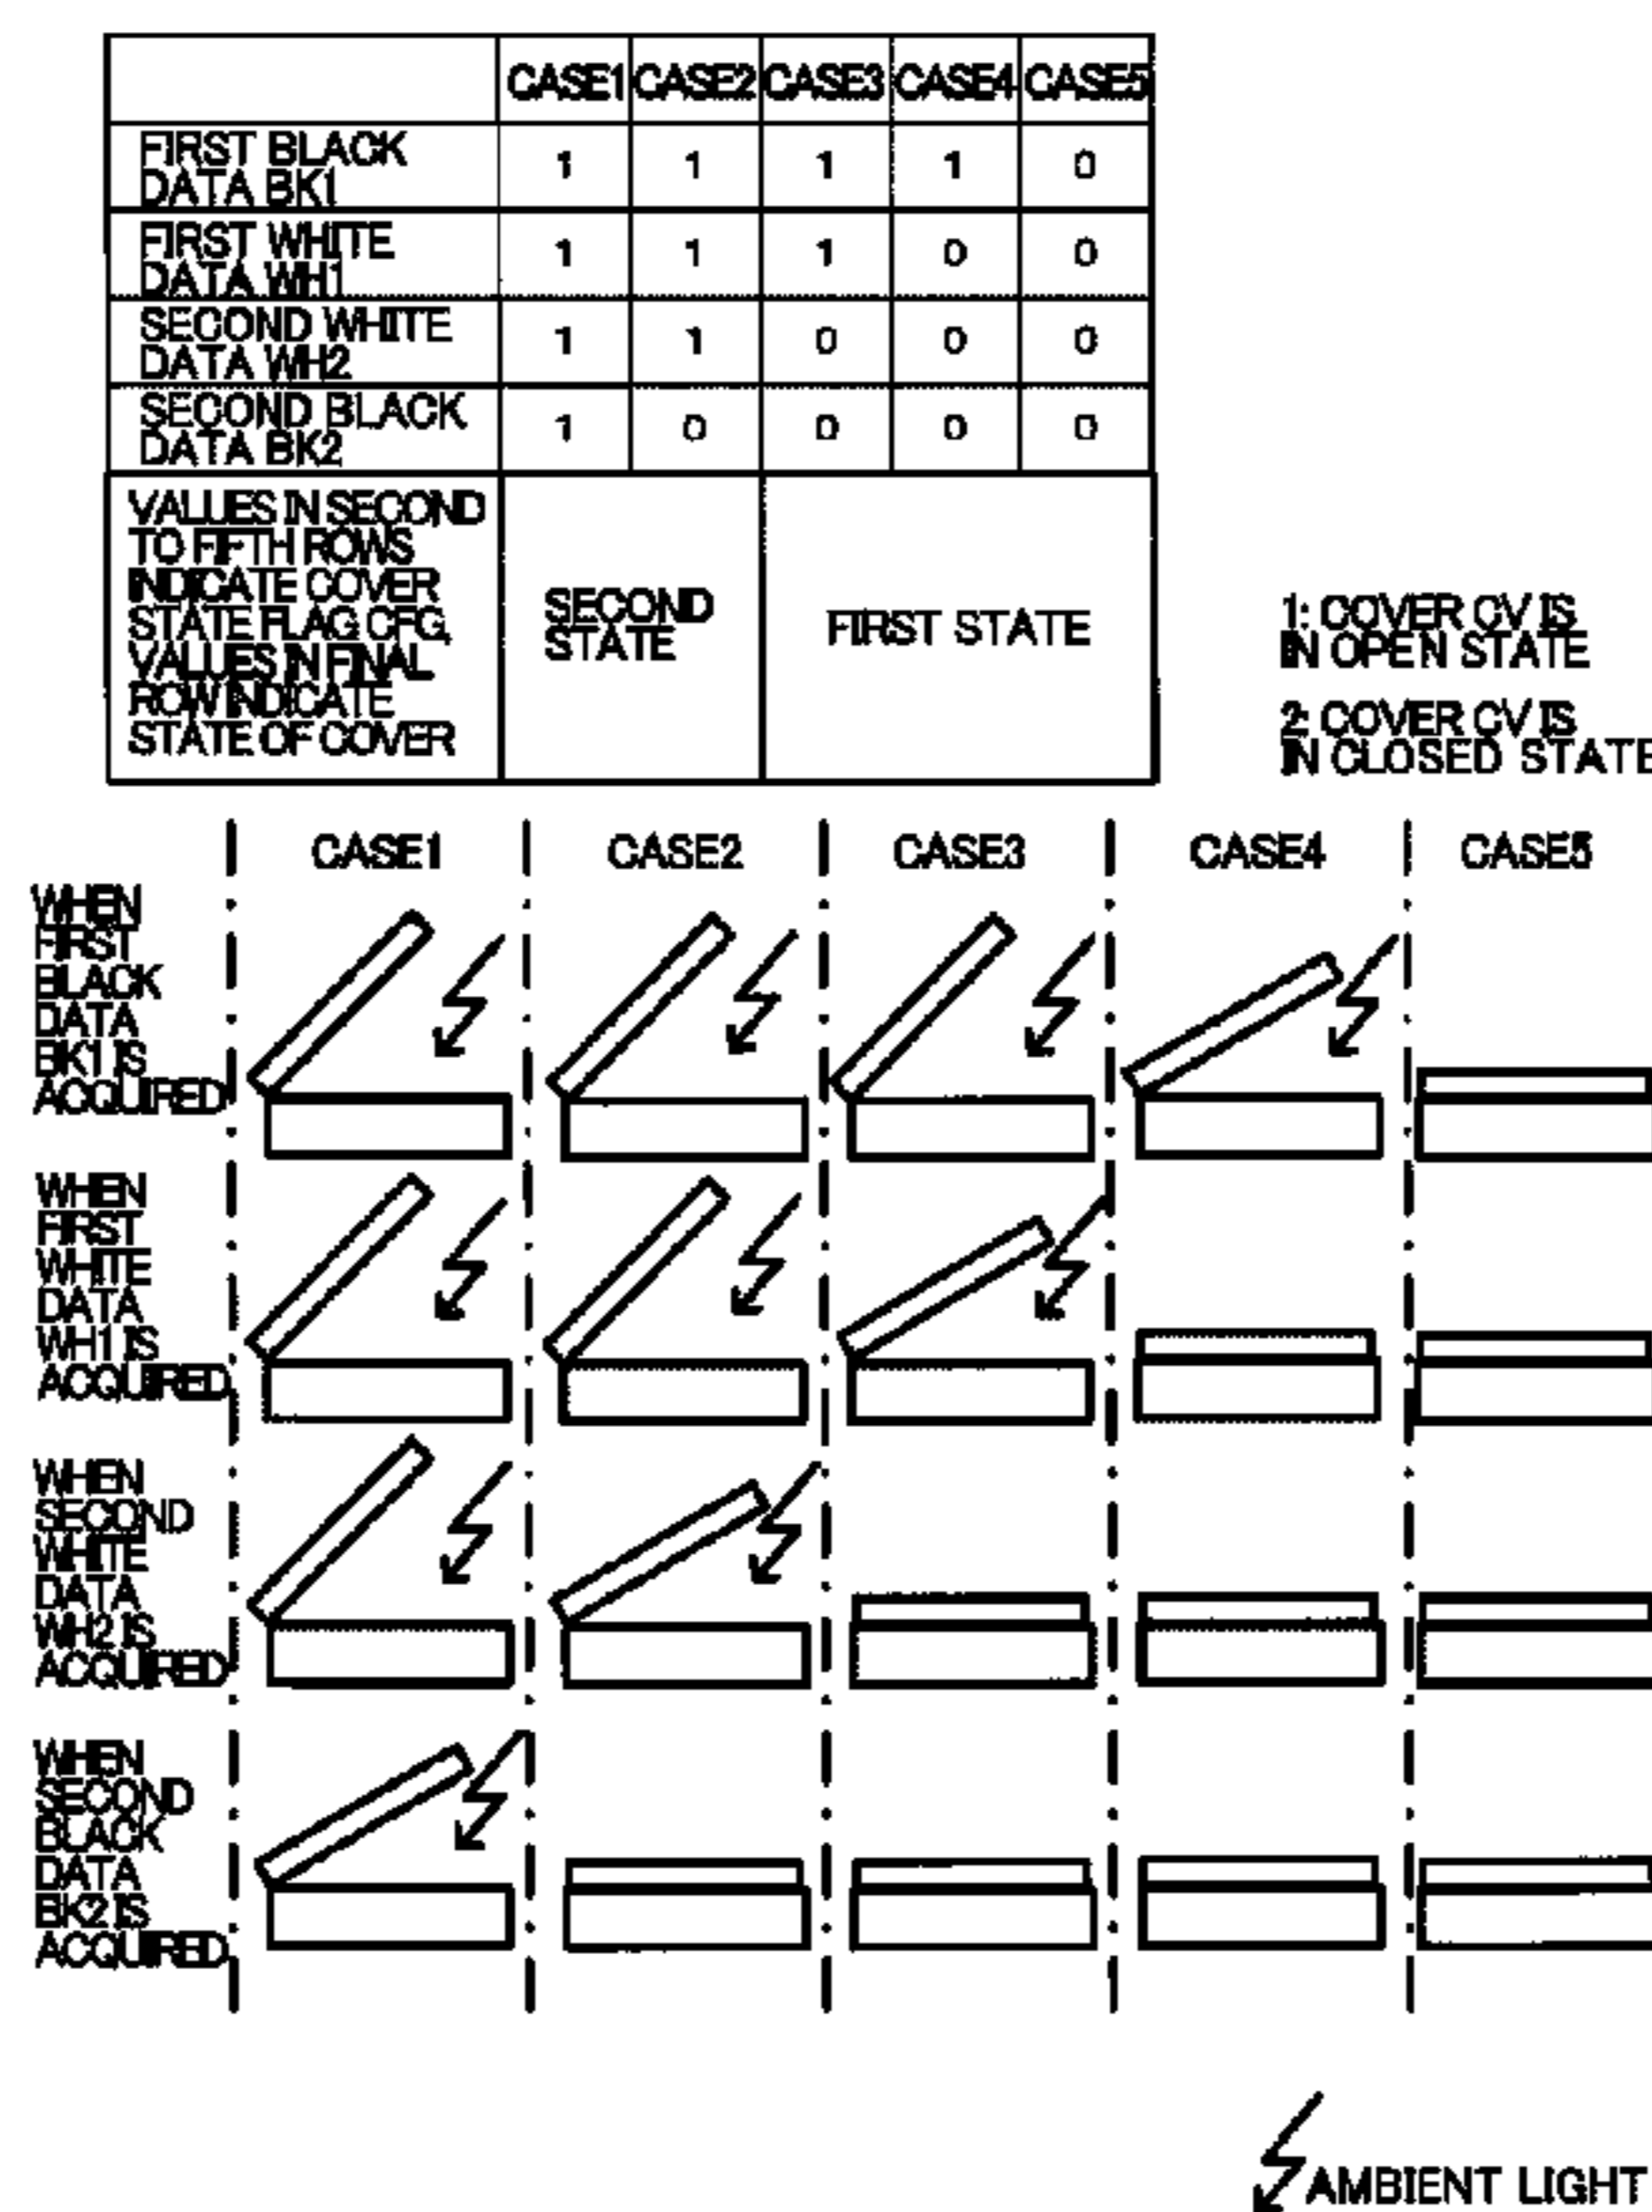 CASE1 CASE2 CASE3 CASE4 CASE5
FIRST BLACK
DATA BK1
1 1 1 1 0
FIRST WHITE
DATA WH1
1 1 1 0 0
SECOND WHITE
DATA WH2
1 1 0 0 0
SECOND BLACK
DATA BK2
1 0 0 0 0
VALUES IN SECOND
TO FIFTH ROWS
INDICATE COVER
STATE FLAG CFG,
VALUES IN FINAL
ROW INDICATE
STATE OF COVER
SECOND
STATE
FIRST STATE
1: COVER CV IS
IN OPEN STATE
2: COVER CV IS
IN CLOSED STATE
CASE1 CASE2 CASE3 CASE4 CASE5
WHEN
FIRST
BLACK
DATA
BK1 IS
ACQUIRED
WHEN
FIRST
WHITE
DATA
WH1 IS
ACQUIRED
WHEN
SECOND
WHITE
DATA
WH2 IS
ACQUIRED
WHEN
SECOND
BLACK
DATA
BK2 IS
ACQUIRED
AMBIENT LIGHT